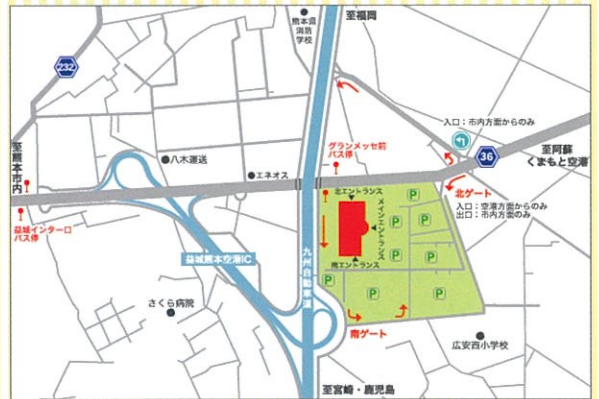 熊本県
消防
学校
至福岡
232
入口：市内方面からのみ
至阿蘇
くまもと空港
グランメッセ前
バス停
36
至熊本市内
八木運送
エネオス
北ゲート
入口：空港方面からのみ
出口：市内方面のみ
北エントランス
メインエントランス
南エントランス
益城インター口
バス停
益城熊本空港IC
九州自動車道
P
P
P
P
P
P
P
P
P
さくら病院
南ゲート
広安西小学校
至宮崎・鹿児島